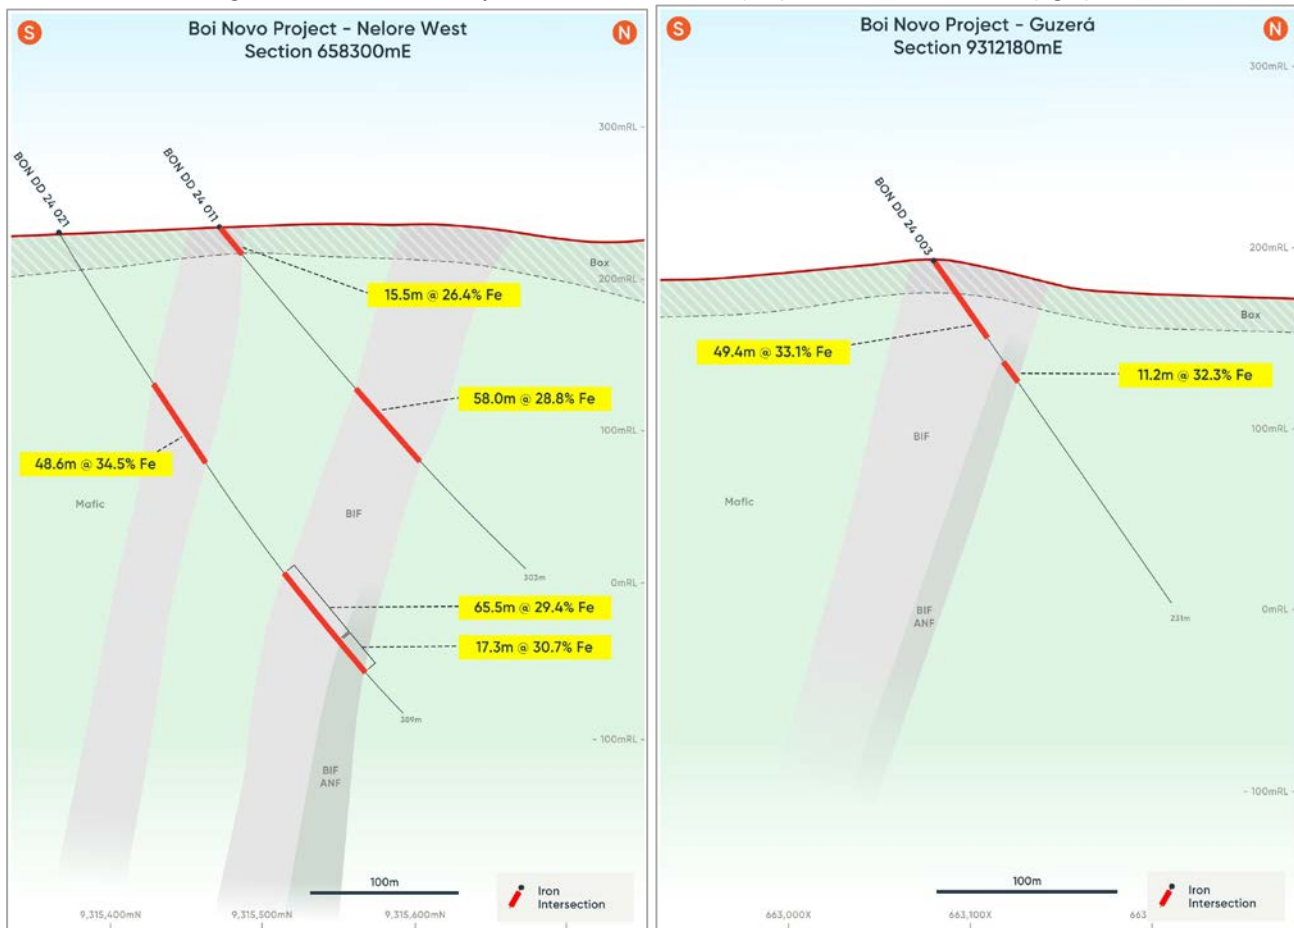 S
Boi Novo Project - Nelore West
Section 658300mE
N
300mRL
BON DD 24 021
BON DD 24 011
Box
200mRL
15.5m @ 26.4% Fe
58.0m @ 28.8% Fe
100mRL
48.6m @ 34.5% Fe
Mafic
BIF
303m
0mRL
65.5m @ 29.4% Fe
17.3m @ 30.7% Fe
389m
- 100mRL
BIF
ANF
100m
Iron
Intersection
9,315,400mN
9,315,500mN
9,315,600mN
S
Boi Novo Project - Guzerá
Section 9312180mE
N
300mRL
BON DD 24 003
200mRL
Box
49.4m @ 33.1% Fe
11.2m @ 32.3% Fe
100mRL
BIF
Mafic
BIF
ANF
231m
0mRL
- 100mRL
100m
Iron
Intersection
663,000X
663,100X
663,